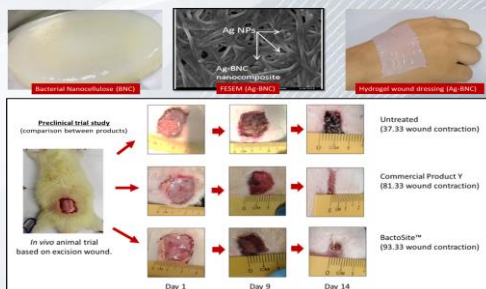 Ag NPs
Ag-BNC
nanocomposite
Bacterial Nanocellulose (BNC)
FESEM (Ag-BNC)
Hydrogel wound dressing (Ag-BNC)
Preclinical trial study
(comparison between products)
In vivo animal trial
based on excision wound.
Untreated
(37.33 wound contraction)
Commercial Product Y
(81.33 wound contraction)
BactoSite™
(93.33 wound contraction)
Day 1
Day 9
Day 14